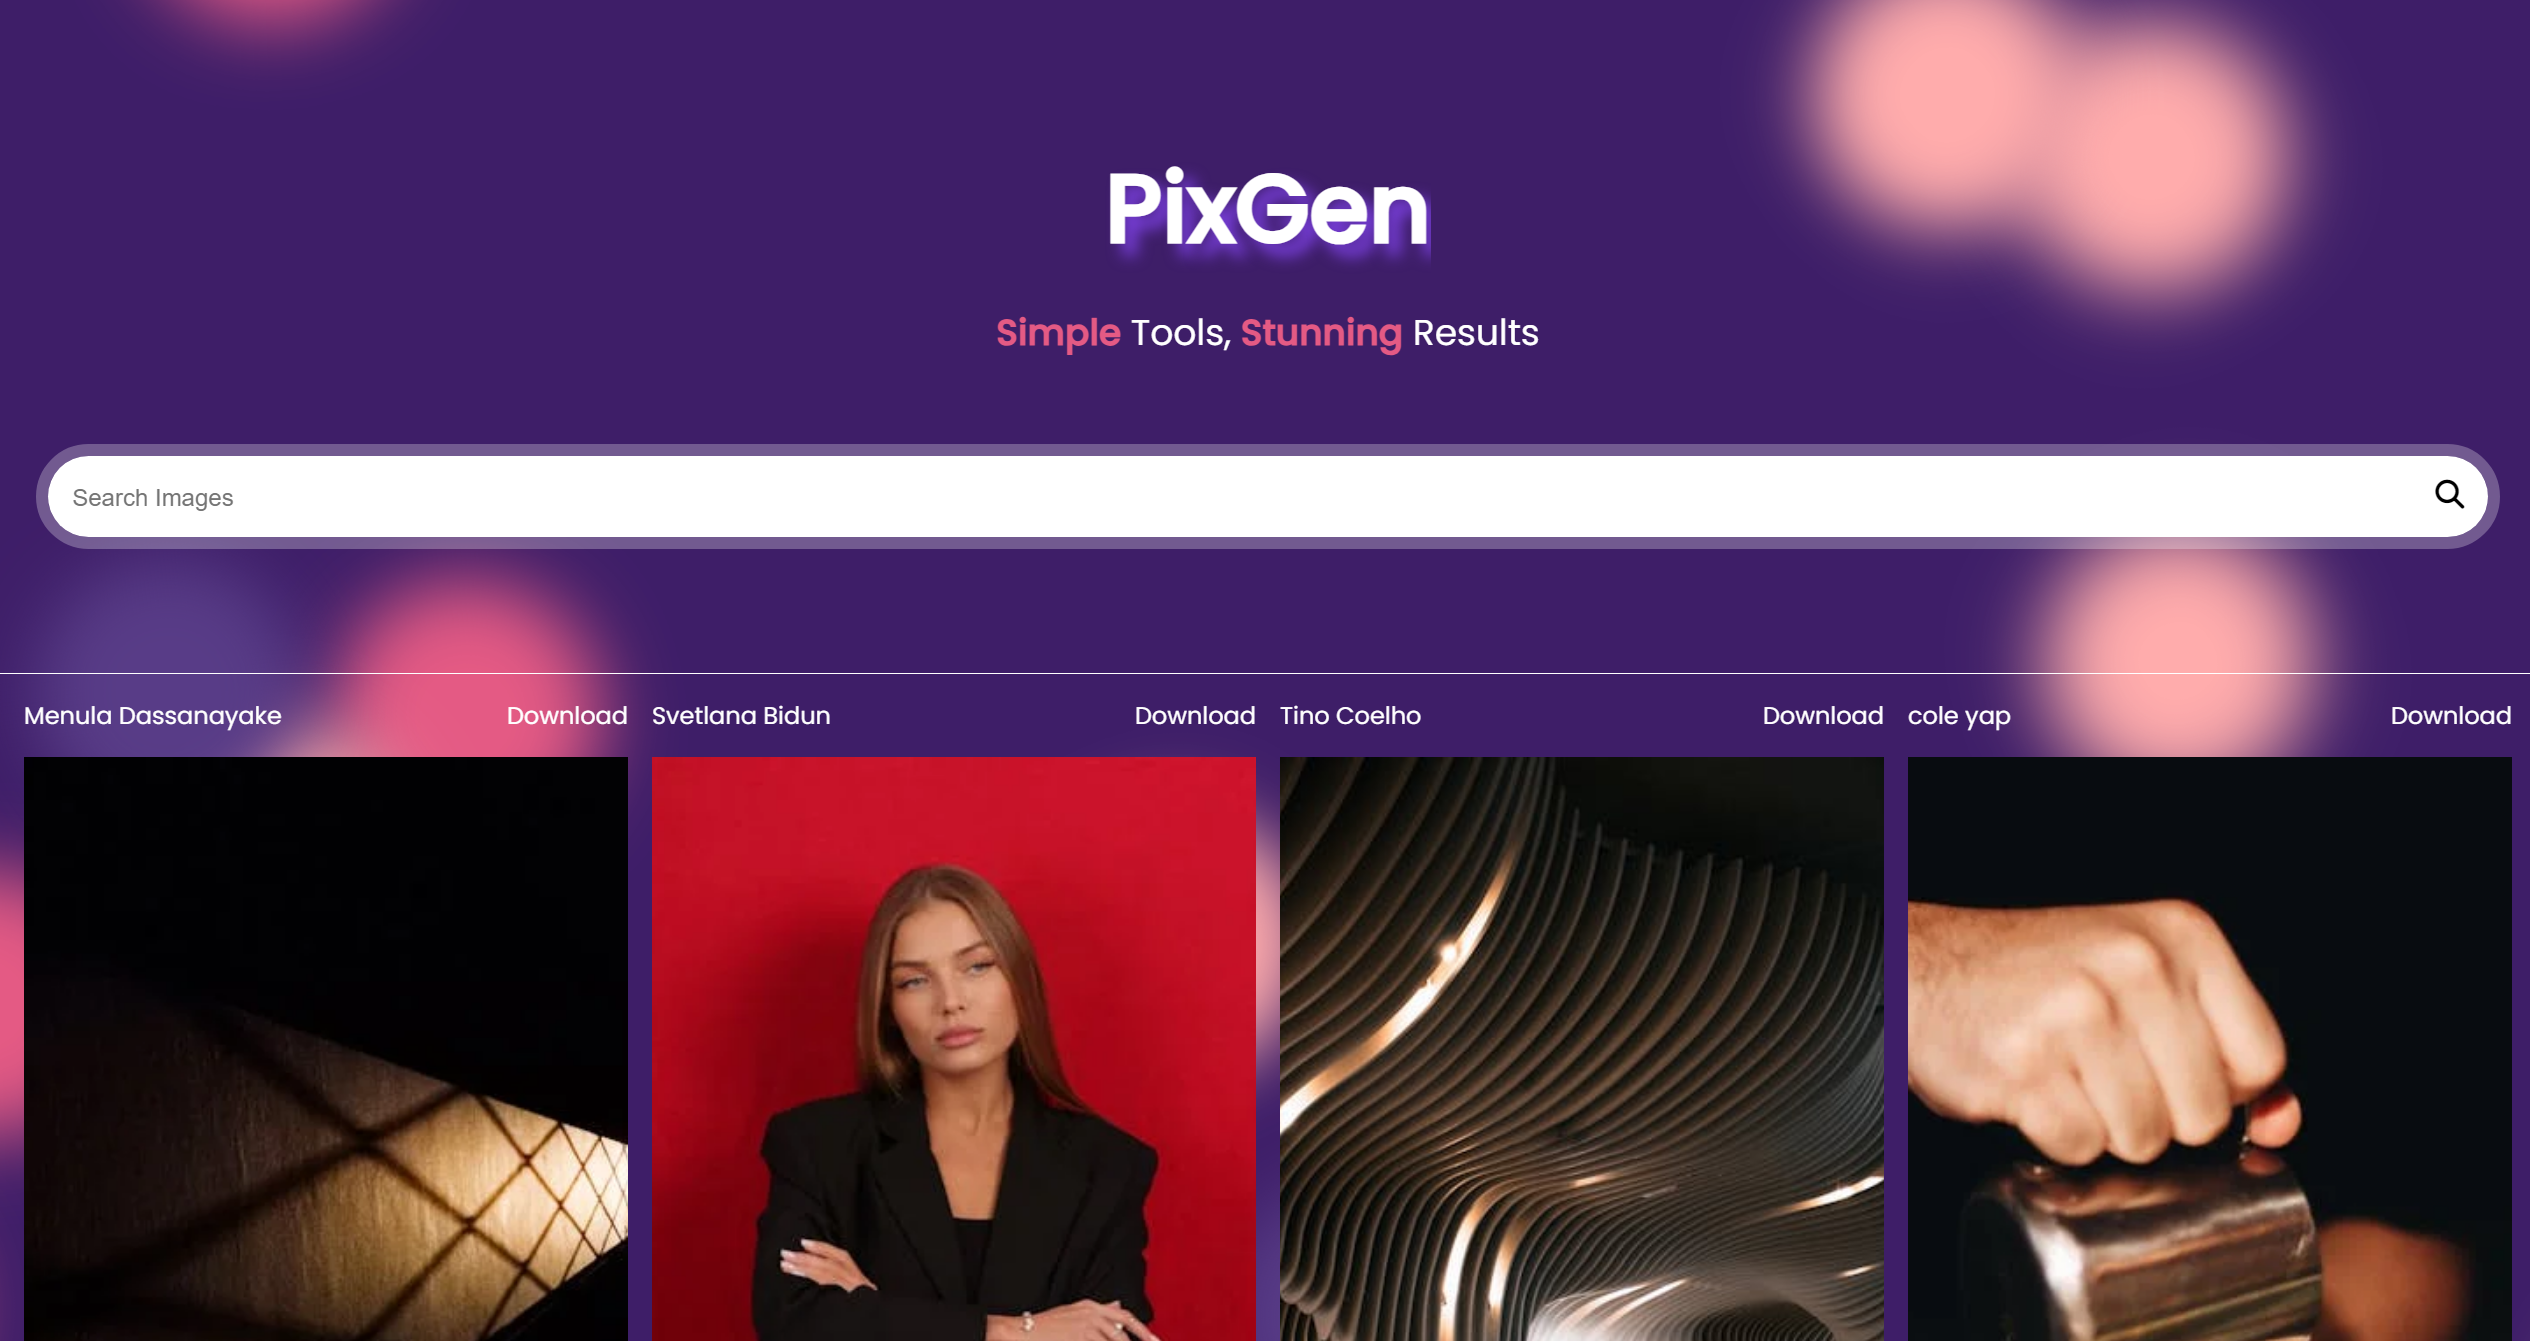 PixGen
Simple Tools, Stunning Results
Search Images
Menula Dassanayake Download Svetlana Bidun Download Tino Coelho Download cole yap Download